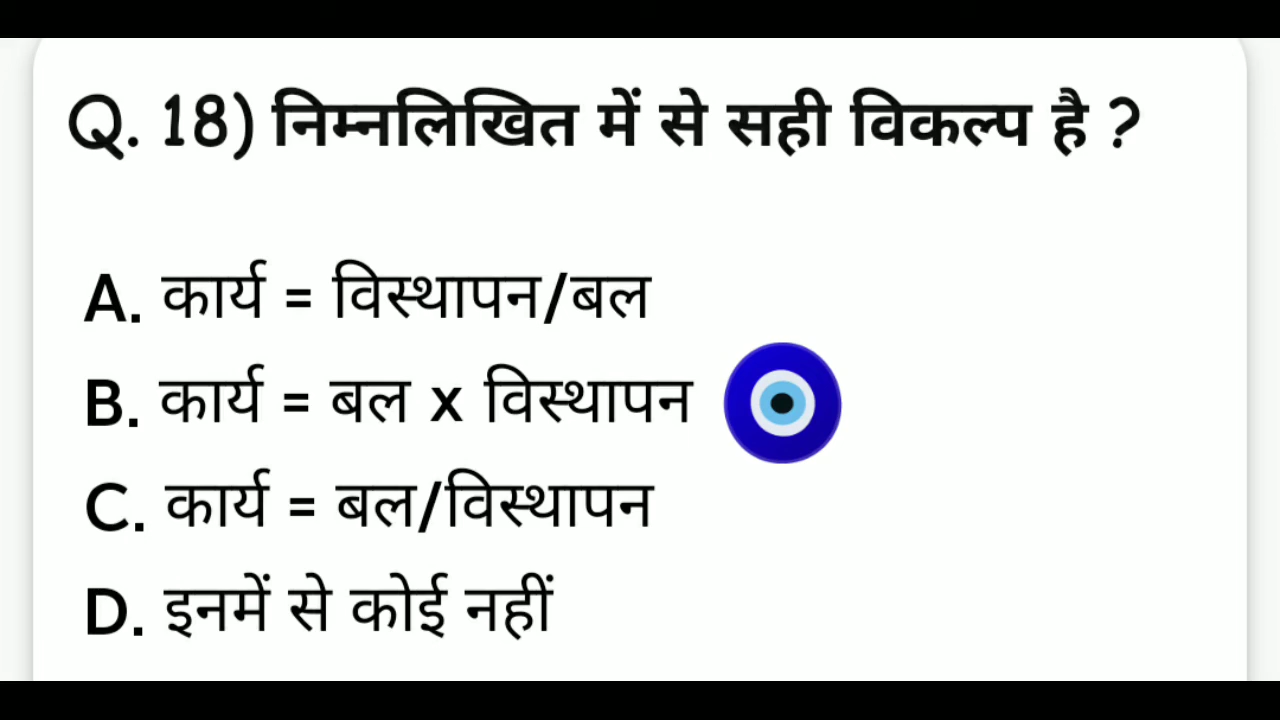 Q. 18) निम्नलिखित में से सही विकल्प है ?
A. कार्य = विस्थापन/बल
B. कार्य = बल x विस्थापन
C. कार्य = बल/विस्थापन
D. इनमें से कोई नहीं